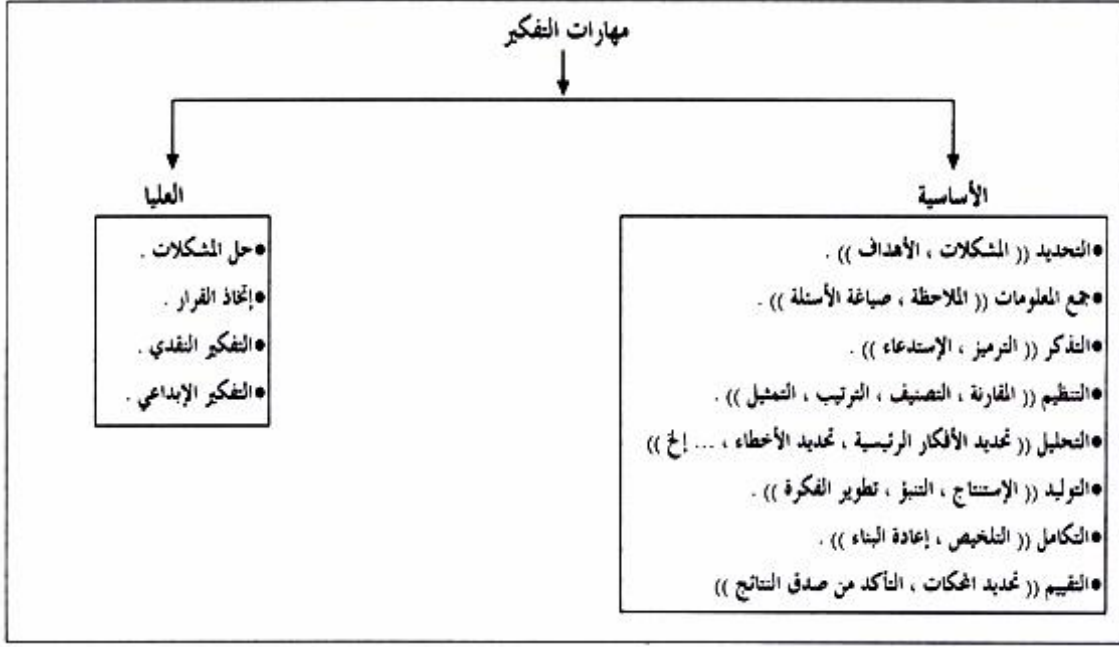 مهارات التفكير
الأساسية
●التحديد (( المشكلات ، الأهداف )) .
●جمع المعلومات (( الملاحظة ، صياغة الأسئلة )) .
●التذكر (( الترميز ، الإستدعاء )) .
●التنظيم (( المقارنة ، التصنيف ، الترتيب ، التمثيل )) .
●التحليل (( تحديد الأفكار الرئيسية ، تحديد الأخطاء ، ... إلخ ))
●التوليد (( الإستنتاج ، التنبؤ ، تطوير الفكرة )) .
●التكامل (( التلخيص ، إعادة البناء )) .
●التقييم (( تحديد المحكات ، التأكد من صدق النتائج ))
العليا
●حل المشكلات .
●إتخاذ القرار .
●التفكير النقدي .
●التفكير الإبداعي .